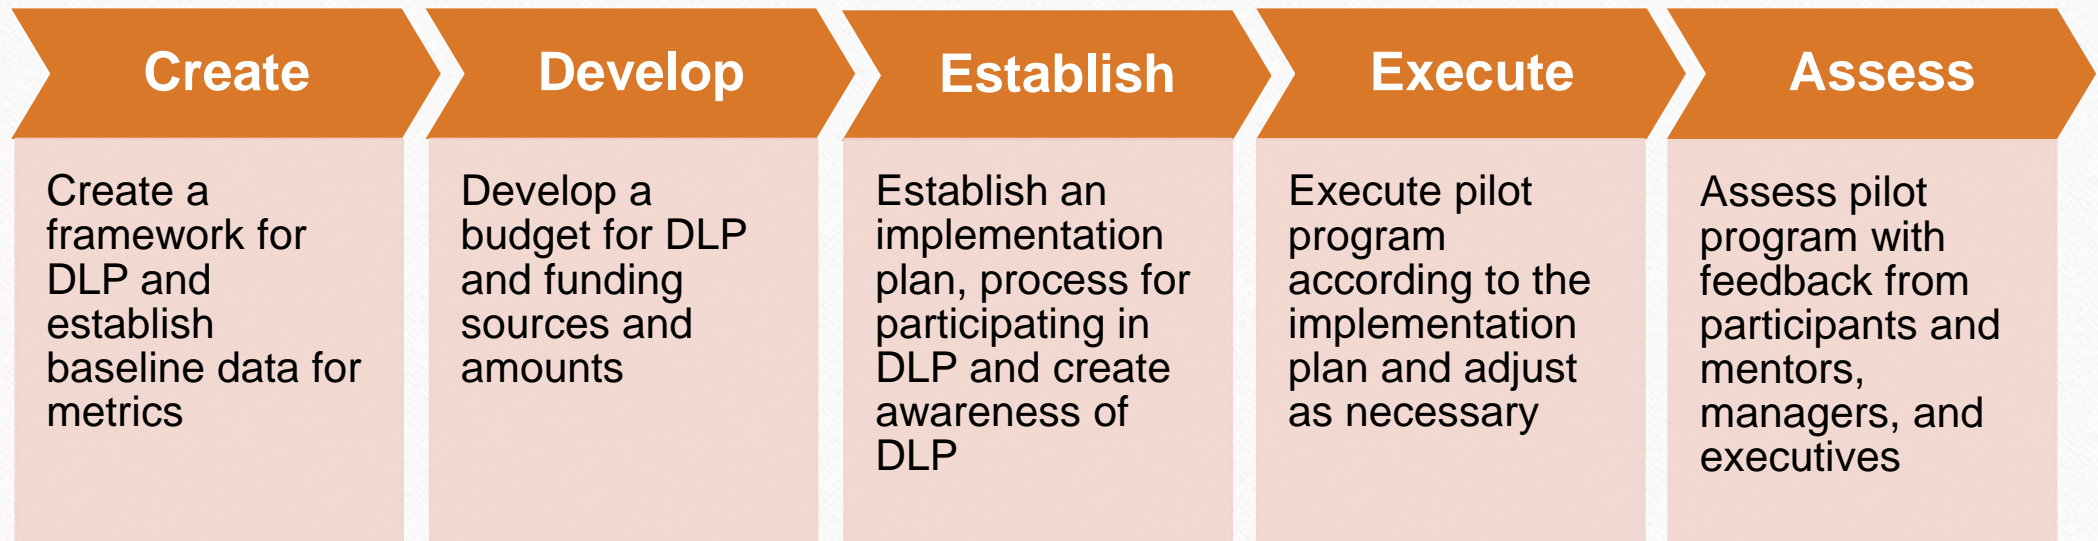 Create
Develop
Establish
Execute
Assess
Create a
framework for
DLP and
establish
baseline data for
metrics
Develop a
budget for DLP
and funding
sources and
amounts
Establish an
implementation
plan, process for
participating in
DLP and create
awareness of
DLP
Execute pilot
program
according to the
implementation
plan and adjust
as necessary
Assess pilot
program with
feedback from
participants and
mentors,
managers, and
executives